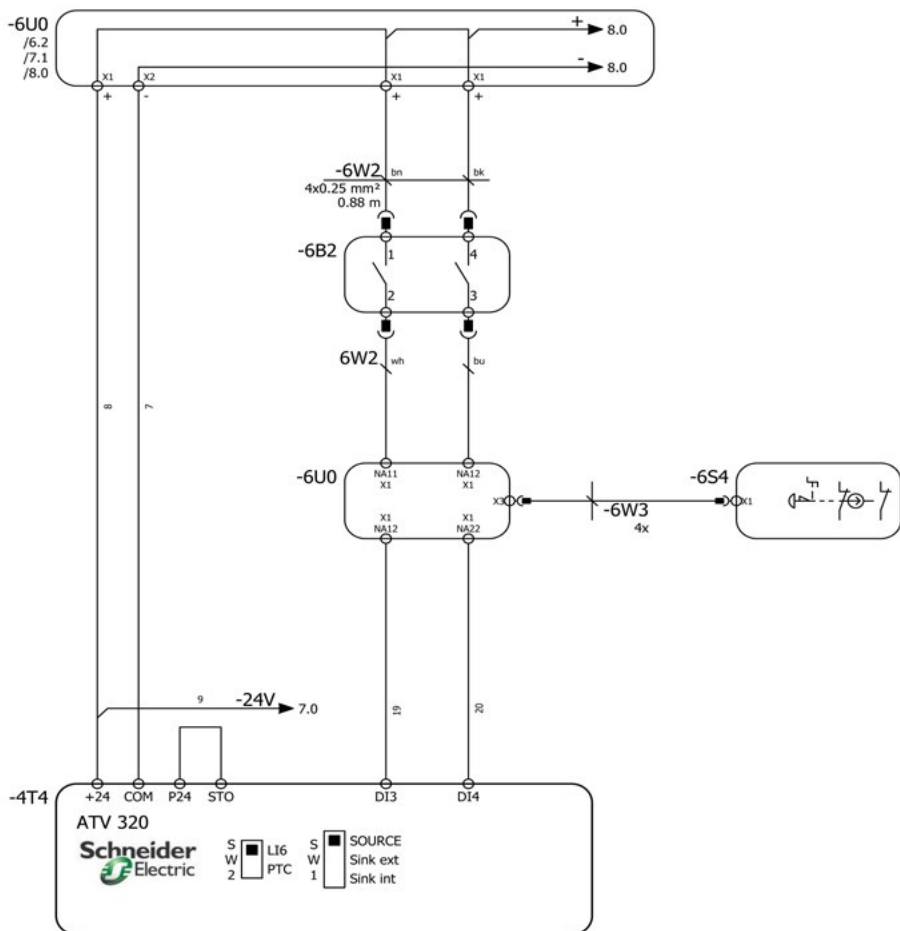 -6U0
/6.2
/7.1
/8.0
+
8.0
-
8.0
X1
X2
X1
X1
+
-
+
+
-6W2
bn
bk
4x0.25 mm²
0.88 m
-6B2
1
4
2
3
6W2
wh
bu
8
7
-6U0
NA11
X1
NA12
X1
X3
X1
NA12
X1
NA22
-6W3
4x
-6S4
X1
9
-24V
7.0
19
20
-4T4
+24
COM
P24
STO
DI3
DI4
ATV 320
Schneider
Electric
S
W
2
LI6
PTC
S
W
1
SOURCE
Sink ext
Sink int